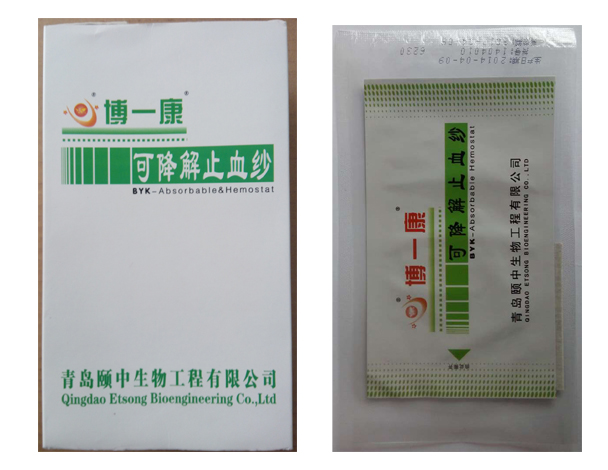 博一康
®
可降解止血纱
BYK-Absorbable&Hemostat
青岛颐中生物工程有限公司
Qingdao Etsong Bioengineering Co.,Ltd
2014-04-09
博一康
®
可降解止血纱
BYK-Absorbable Hemostat
青岛颐中生物工程有限公司
QINGDAO ETSONG BIOENGINEERING CO.,LTD